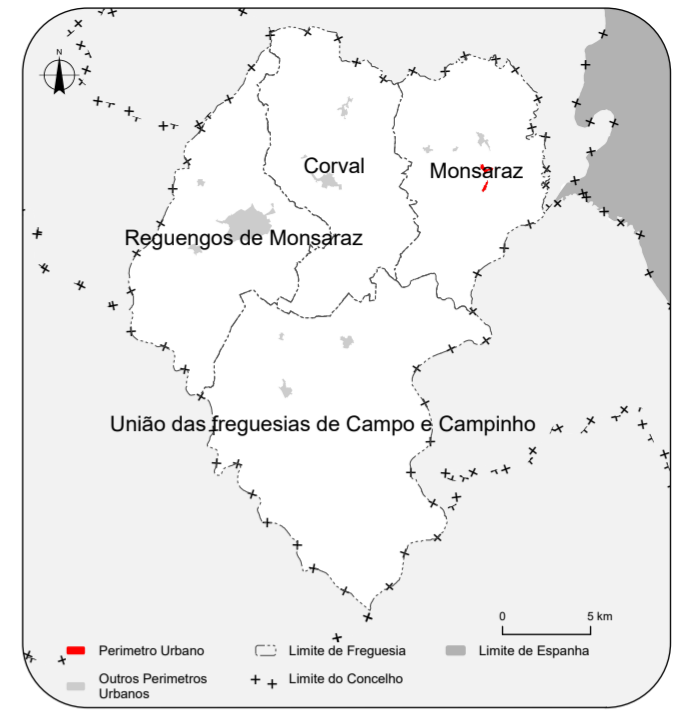 N
Corval
Monsaraz
Reguengos de Monsaraz
União das freguesias de Campo e Campinho
0 5 km
Perimetro Urbano
Limite de Freguesia
Limite de Espanha
Outros Perimetros
Urbanos
Limite do Concelho